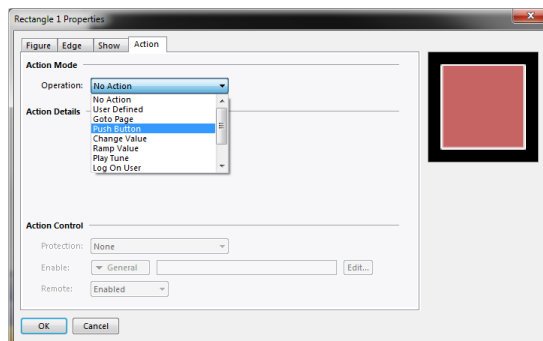 Rectangle 1 Properties
Figure Edge Show Action
Action Mode
Operation: No Action
No Action
User Defined
Action Details
Goto Page
Push Button
Change Value
Ramp Value
Play Tune
Log On User
Action Control
Protection: None
Enable: General Edit...
Remote: Enabled
OK Cancel